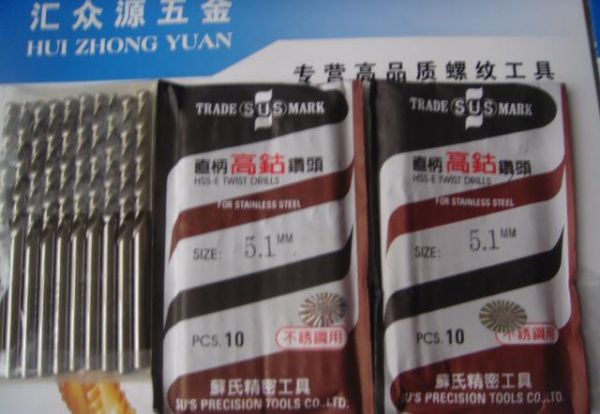 汇众源五金
HUI ZHONG YUAN
专营高品质螺纹工具
TRADE SUS MARK
直柄高鈷鑽頭
HSS-E TWIST DRILLS
FOR STAINLESS STEEL
SIZE: 5.1 MM
PCS. 10
不銹鋼用
蘇氏精密工具
SU'S PRECISION TOOLS CO.,LTD.
TRADE SUS MARK
直柄高鈷鑽頭
HSS-E TWIST DRILLS
FOR STAINLESS STEEL
SIZE: 5.1 MM
PCS. 10
不銹鋼用
蘇氏精密工具
SU'S PRECISION TOOLS CO.,LTD.